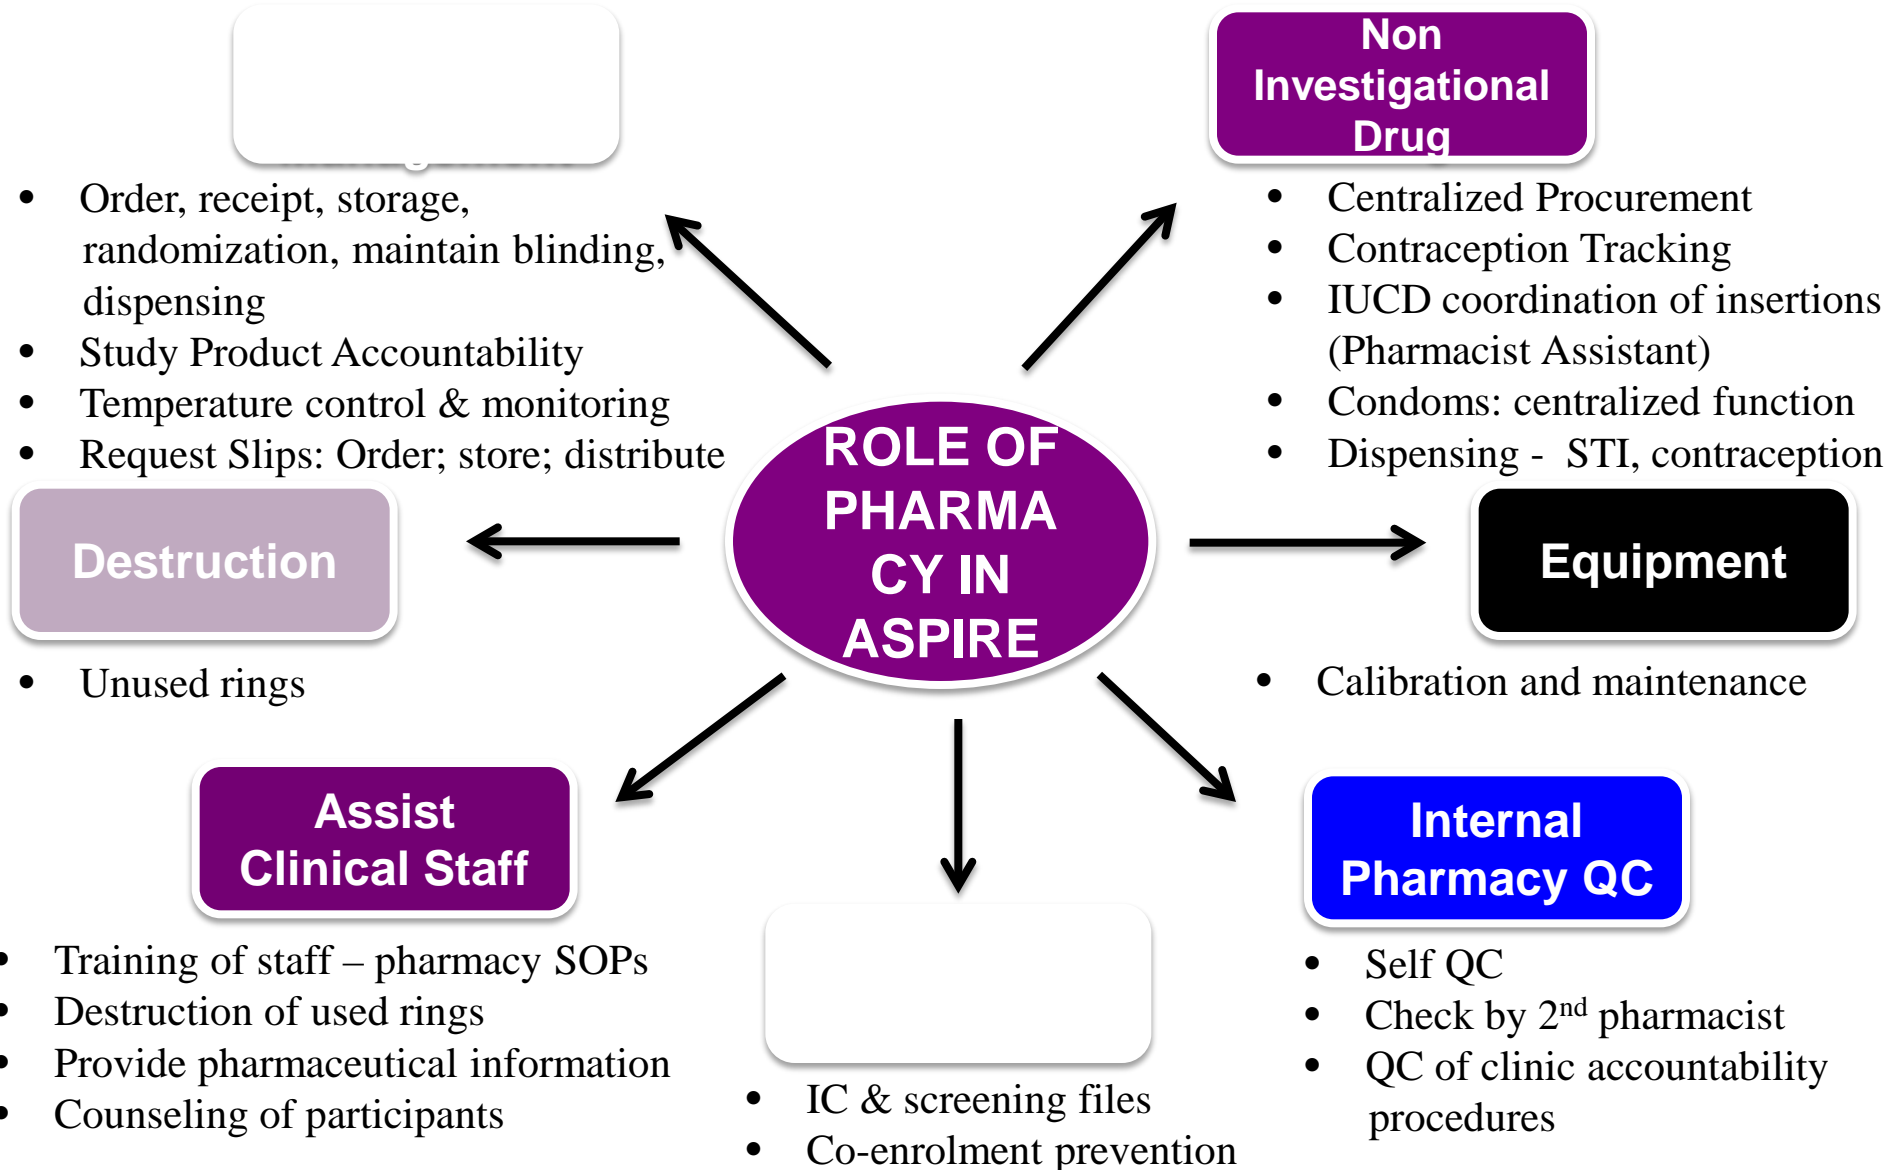 Non
Investigational
Drug
• Order, receipt, storage,
randomization, maintain blinding,
dispensing
• Study Product Accountability
• Temperature control & monitoring
• Request Slips: Order; store; distribute
• Centralized Procurement
• Contraception Tracking
• IUCD coordination of insertions
(Pharmacist Assistant)
• Condoms: centralized function
• Dispensing - STI, contraception
ROLE OF
PHARMA
CY IN
ASPIRE
Destruction
• Unused rings
Equipment
• Calibration and maintenance
Assist
Clinical Staff
• Training of staff – pharmacy SOPs
• Destruction of used rings
• Provide pharmaceutical information
• Counseling of participants
• IC & screening files
• Co-enrolment prevention
Internal
Pharmacy QC
• Self QC
• Check by 2nd pharmacist
• QC of clinic accountability
procedures